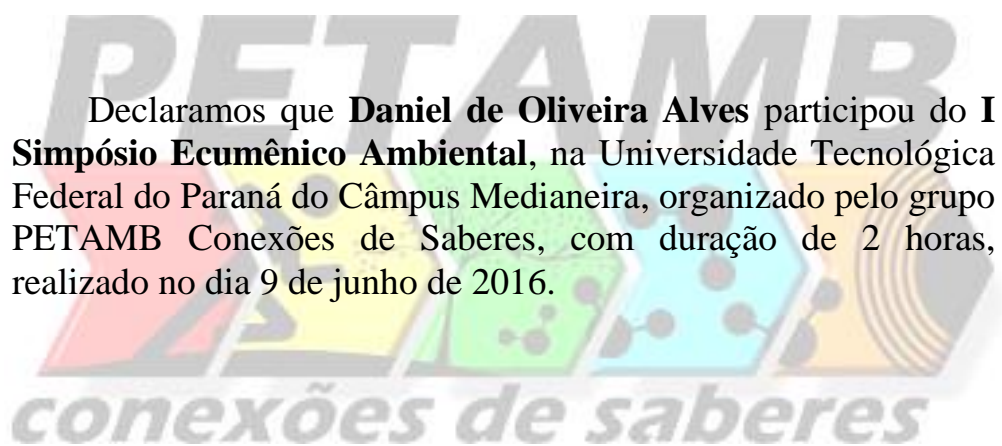 PETAMB
Declaramos que Daniel de Oliveira Alves participou do I
Simpósio Ecumênico Ambiental, na Universidade Tecnológica
Federal do Paraná do Câmpus Medianeira, organizado pelo grupo
PETAMB Conexões de Saberes, com duração de 2 horas,
realizado no dia 9 de junho de 2016.
conexões de saberes